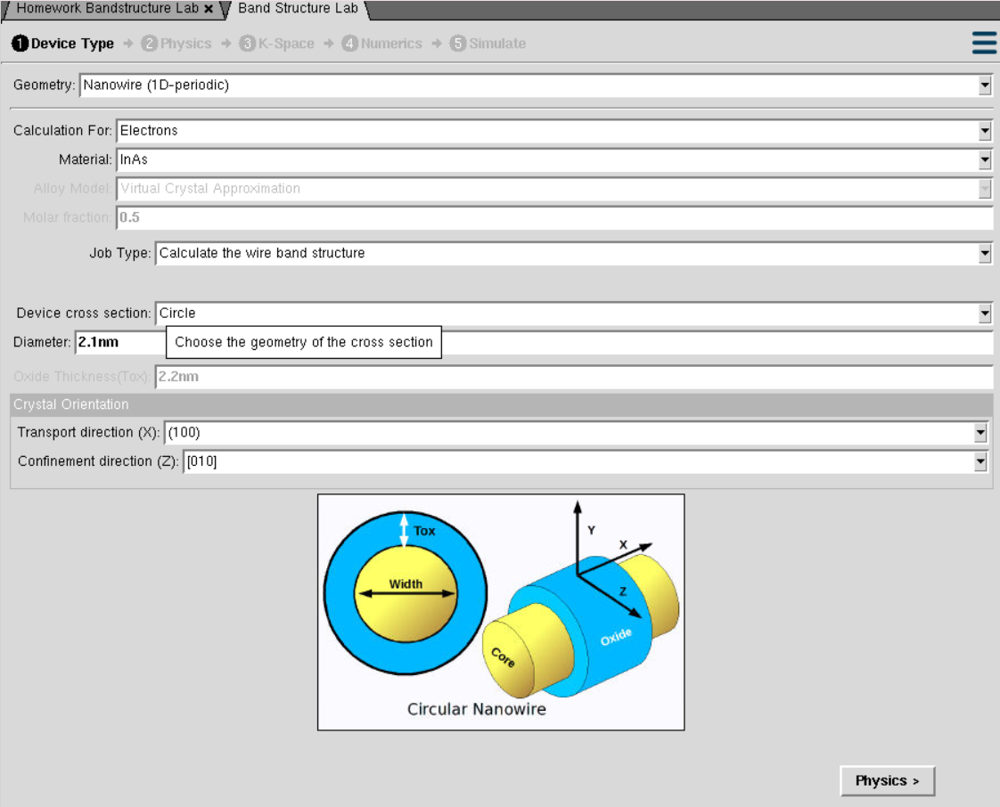 Homework Bandstructure Lab × Band Structure Lab
1 Device Type → 2 Physics → 3 K-Space → 4 Numerics → 5 Simulate
Geometry: Nanowire (1D-periodic)
Calculation For: Electrons
Material: InAs
Alloy Model: Virtual Crystal Approximation
Molar fraction: 0.5
Job Type: Calculate the wire band structure
Device cross section: Circle
Diameter: 2.1nm
Choose the geometry of the cross section
Oxide Thickness(Tox): 2.2nm
Crystal Orientation
Transport direction (X): (100)
Confinement direction (Z): [010]
Tox
Width
Y
X
Z
Oxide
Core
Circular Nanowire
Physics >